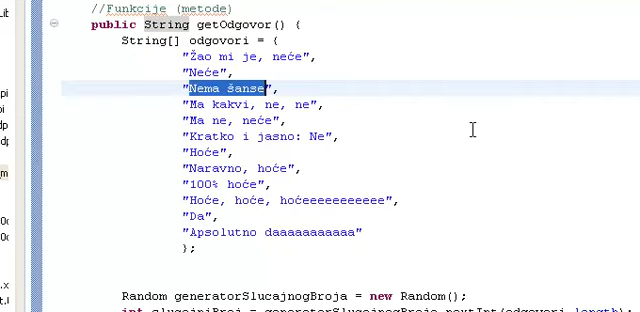 //Funkcije (metode)
public String getOdgovor() {
String[] odgovori = {
"Žao mi je, neće",
"Neće",
"Nema šanse",
"Ma kakvi, ne, ne",
"Ma ne, neće",
"Kratko i jasno: Ne",
"Hoće",
"Naravno, hoće",
"100% hoće",
"Hoće, hoće, hoćeeeeeeeeeee",
"Da",
"Apsolutno daaaaaaaaaa"
};
Random generatorSlucajnogBroja = new Random();